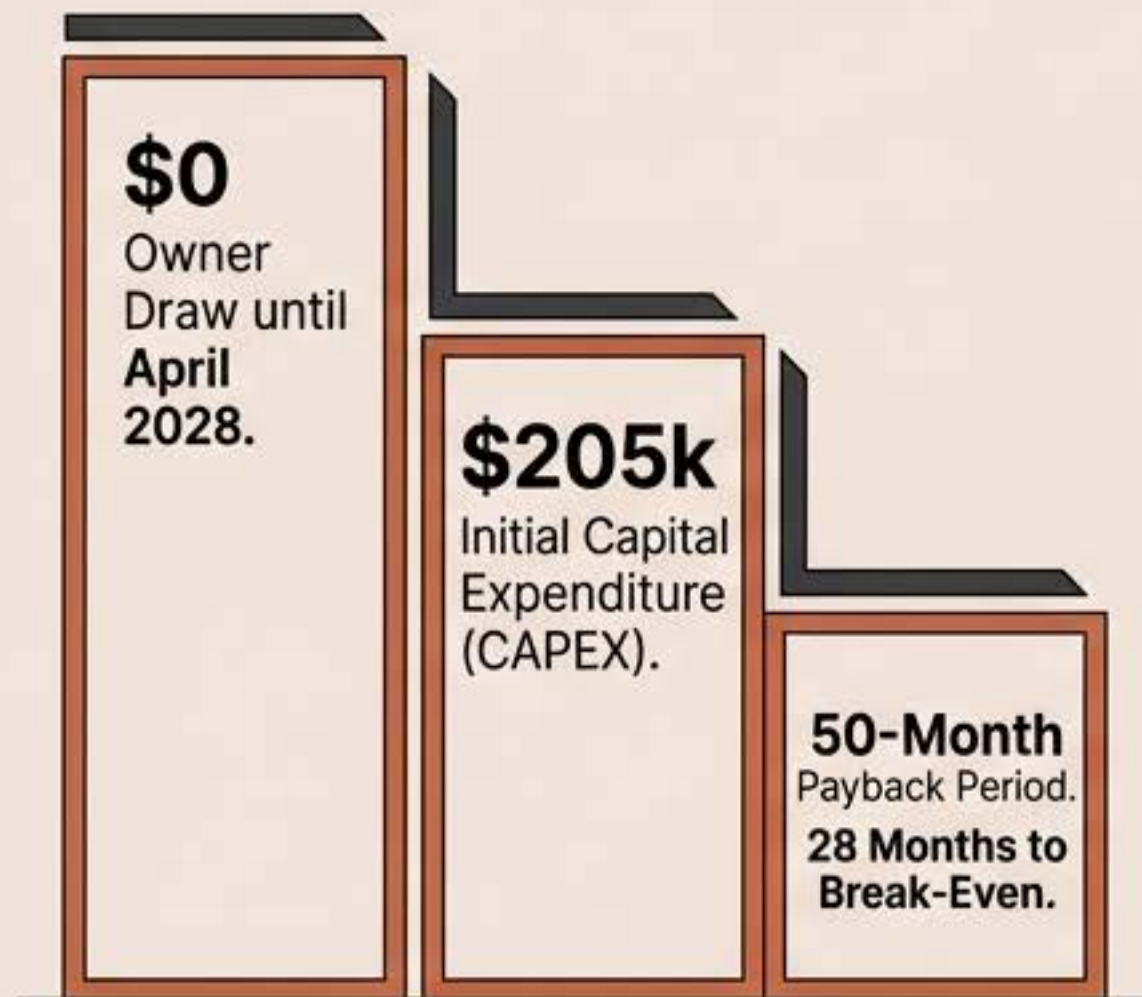 $0
Owner
Draw until
April
2028.
$205k
Initial Capital
Expenditure
(CAPEX).
50-Month
Payback Period.
28 Months to
Break-Even.